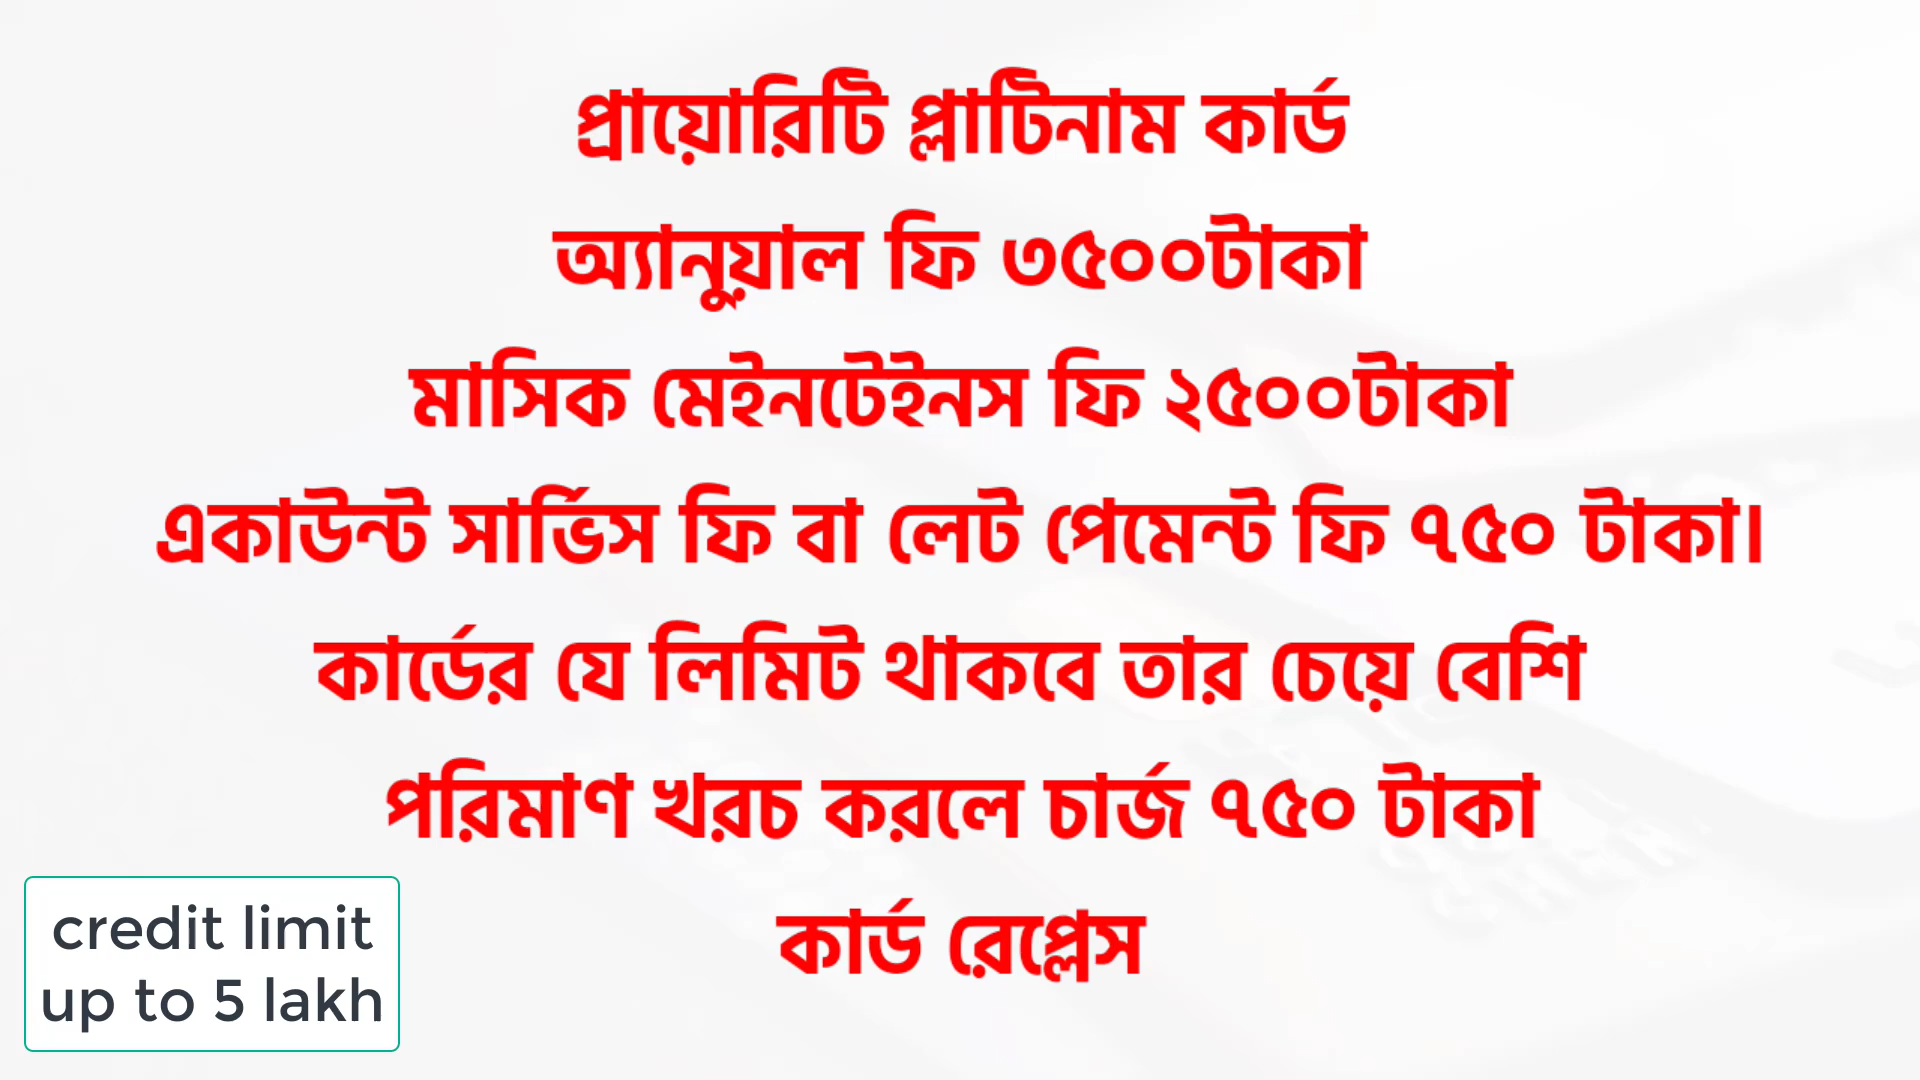 প্রায়োরিটি প্লাটিনাম কার্ড
অ্যানুয়াল ফি ৩৫০০টাকা
মাসিক মেইনটেইনস ফি ২৫০০টাকা
একাউন্ট সার্ভিস ফি বা লেট পেমেন্ট ফি ৭৫০ টাকা।
কার্ডের যে লিমিট থাকবে তার চেয়ে বেশি
পরিমাণ খরচ করলে চার্জ ৭৫০ টাকা
কার্ড রেপ্লেস
credit limit
up to 5 lakh